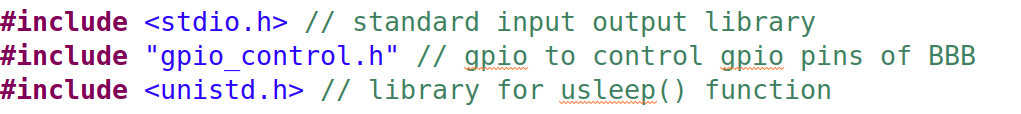 #include <stdio.h> // standard input output library
#include "gpio_control.h" // gpio to control gpio pins of BBB
#include <unistd.h> // library for usleep() function